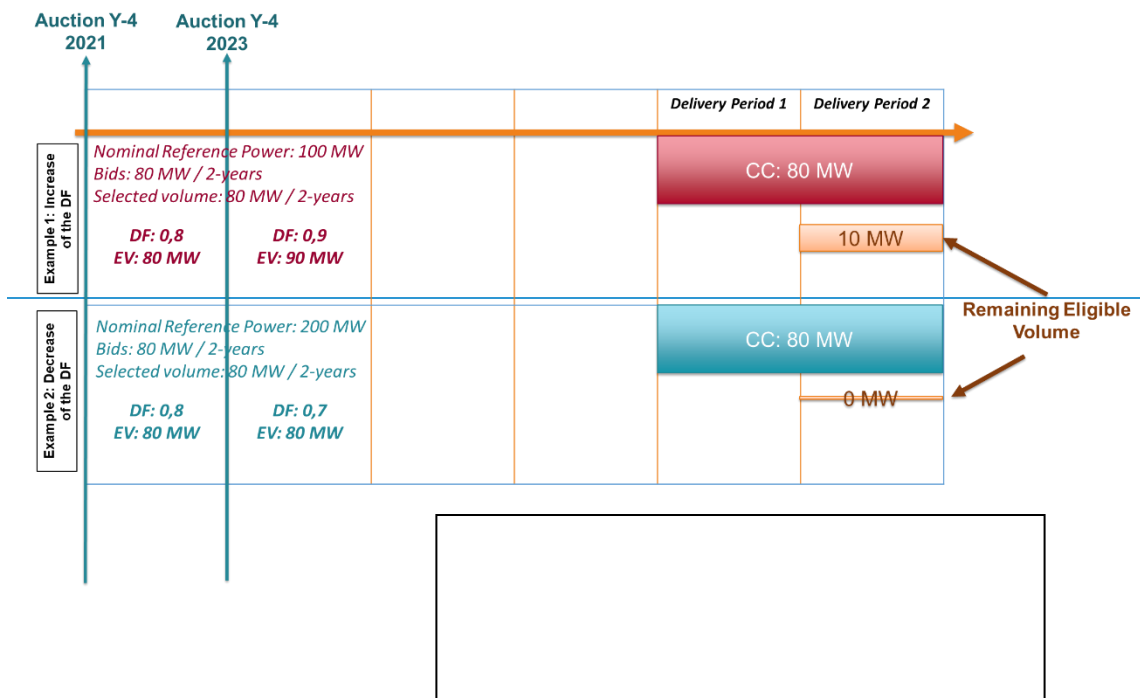 Auction Y-4
2021
Auction Y-4
2023
Delivery Period 1
Delivery Period 2
Example 1: Increase
of the DF
Nominal Reference Power: 100 MW
Bids: 80 MW / 2-years
Selected volume: 80 MW / 2-years
DF: 0,8
EV: 80 MW
DF: 0,9
EV: 90 MW
CC: 80 MW
10 MW
Remaining Eligible
Volume
Example 2: Decrease
of the DF
Nominal Reference Power: 200 MW
Bids: 80 MW / 2-years
Selected volume: 80 MW / 2-years
DF: 0,8
EV: 80 MW
DF: 0,7
EV: 80 MW
CC: 80 MW
0 MW